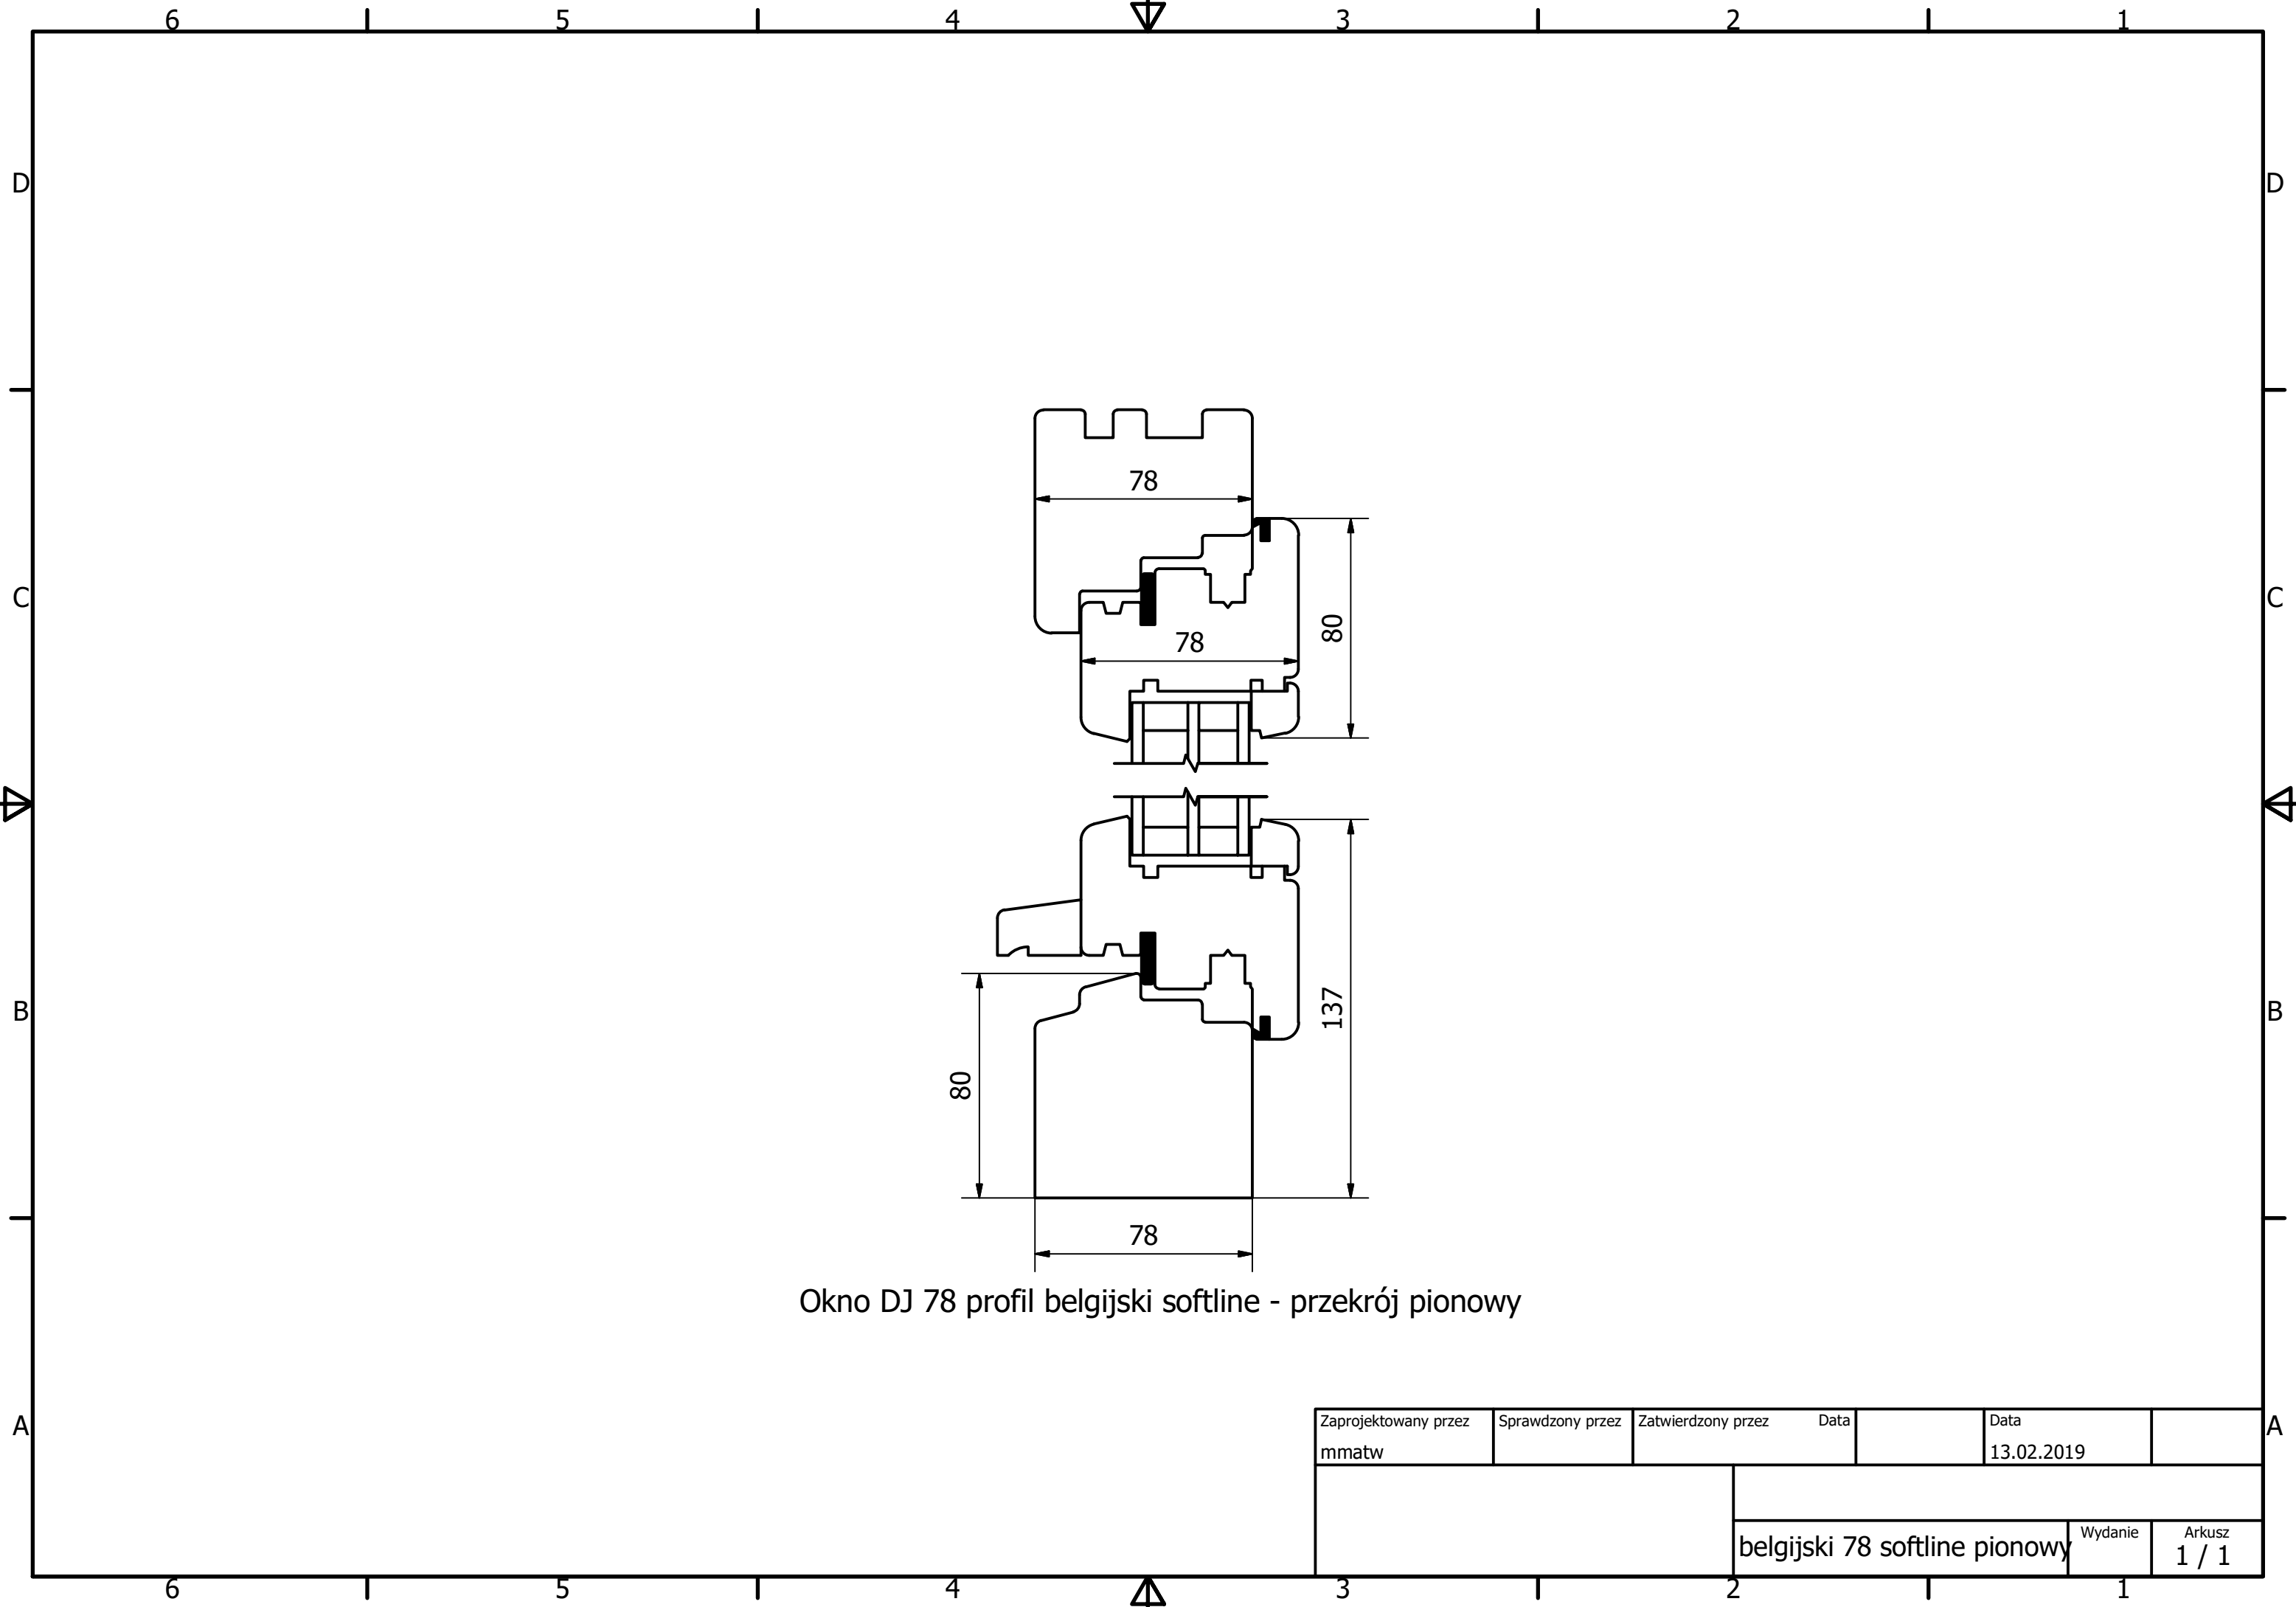 6 5 4 3 2 1
D D
78
80
C C
78
B B
137
80
78
Okno DJ 78 profil belgijski softline - przekrój pionowy
A A
Zaprojektowany przez Sprawdzony przez Zatwierdzony przez Data Data
mmatw 13.02.2019
Wydanie Arkusz
belgijski 78 softline pionowy 1 / 1
6 5 4 3 2 1